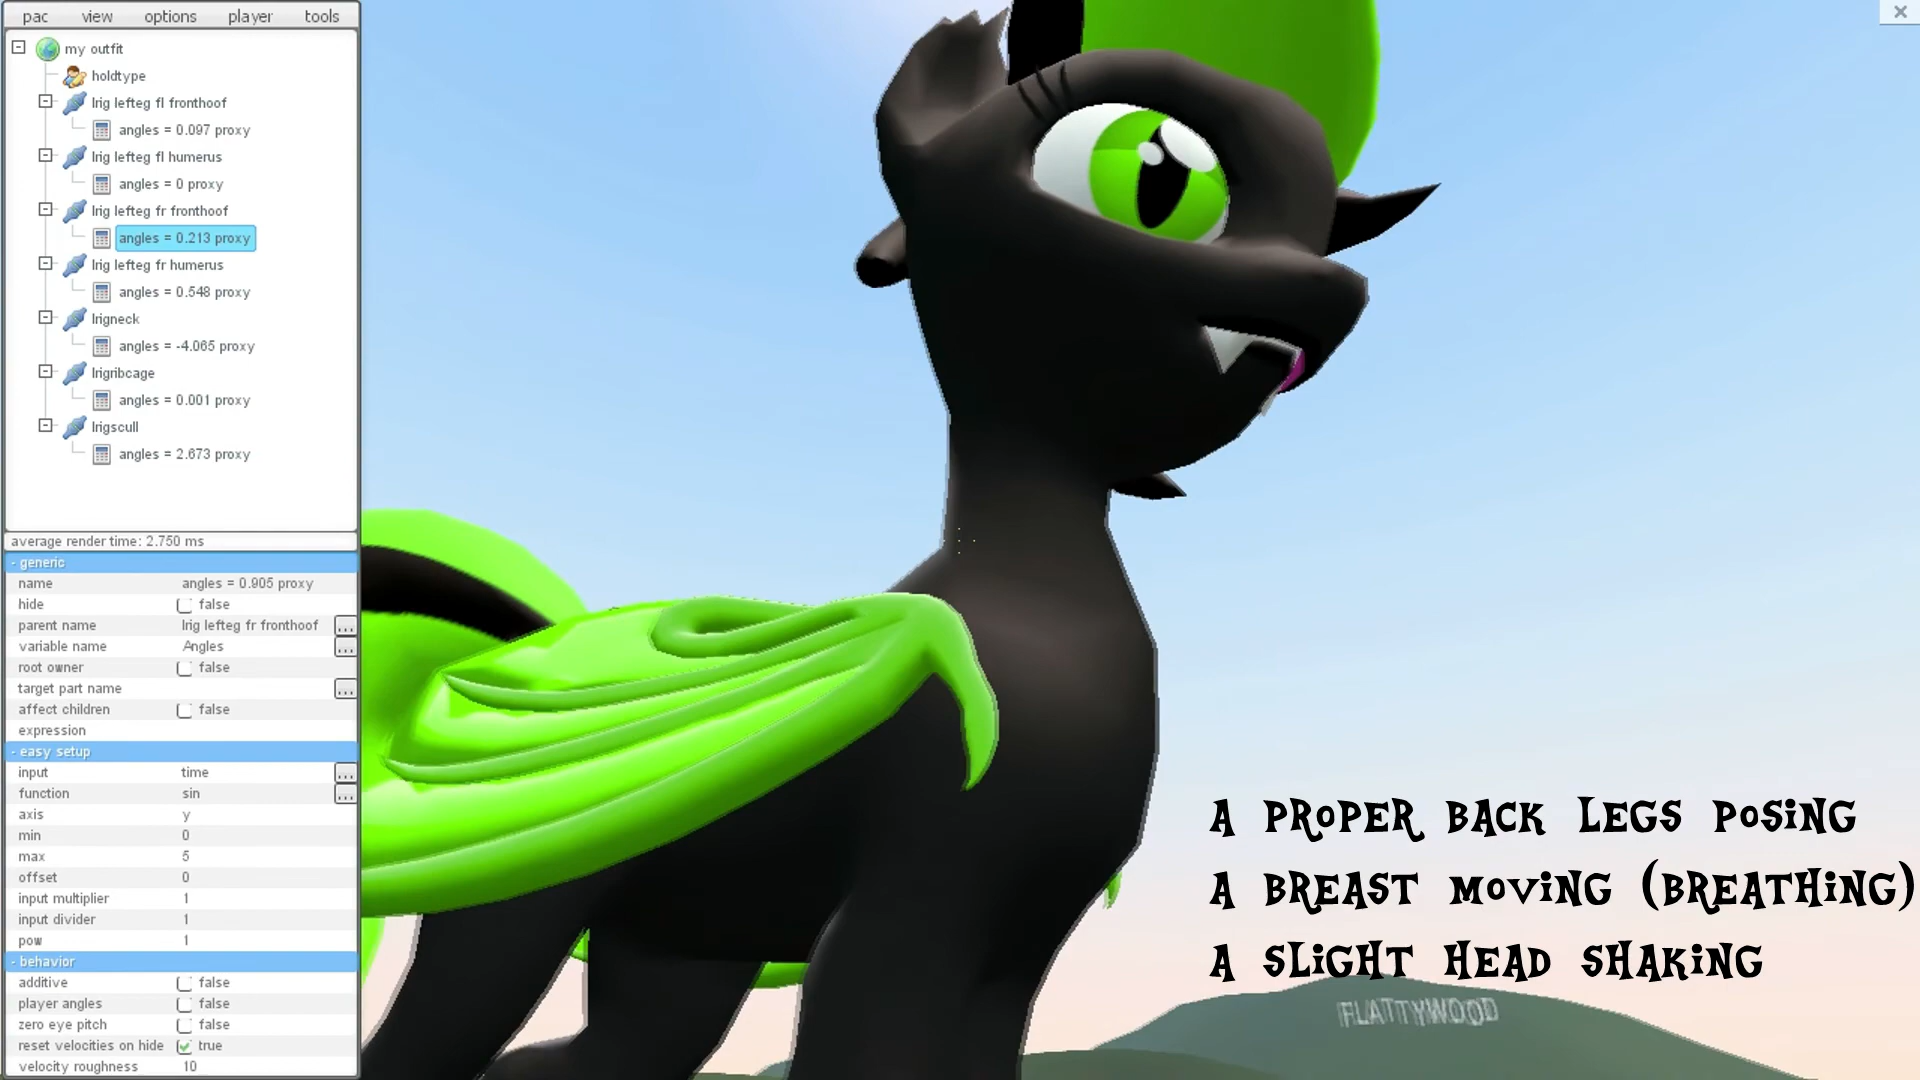 pac view options player tools
my outfit
holdtype
lrig lefteg fl fronthoof
angles = 0.097 proxy
lrig lefteg fl humerus
angles = 0 proxy
lrig lefteg fr fronthoof
angles = 0.213 proxy
lrig lefteg fr humerus
angles = 0.548 proxy
lrigneck
angles = -4.065 proxy
lrigribcage
angles = 0.001 proxy
lrigscull
angles = 2.673 proxy
average render time: 2.750 ms
- generic
name angles = 0.905 proxy
hide false
parent name lrig lefteg fr fronthoof ...
variable name Angles ...
root owner false
target part name ...
affect children false
expression
- easy setup
input time ...
function sin ...
axis y
min 0
max 5
offset 0
input multiplier 1
input divider 1
pow 1
- behavior
additive false
player angles false
zero eye pitch false
reset velocities on hide true
velocity roughness 10
A PROPER BACK LEGS POSING
A BREAST MOVING (BREATHING)
A SLIGHT HEAD SHAKING
FLATTYWOOD